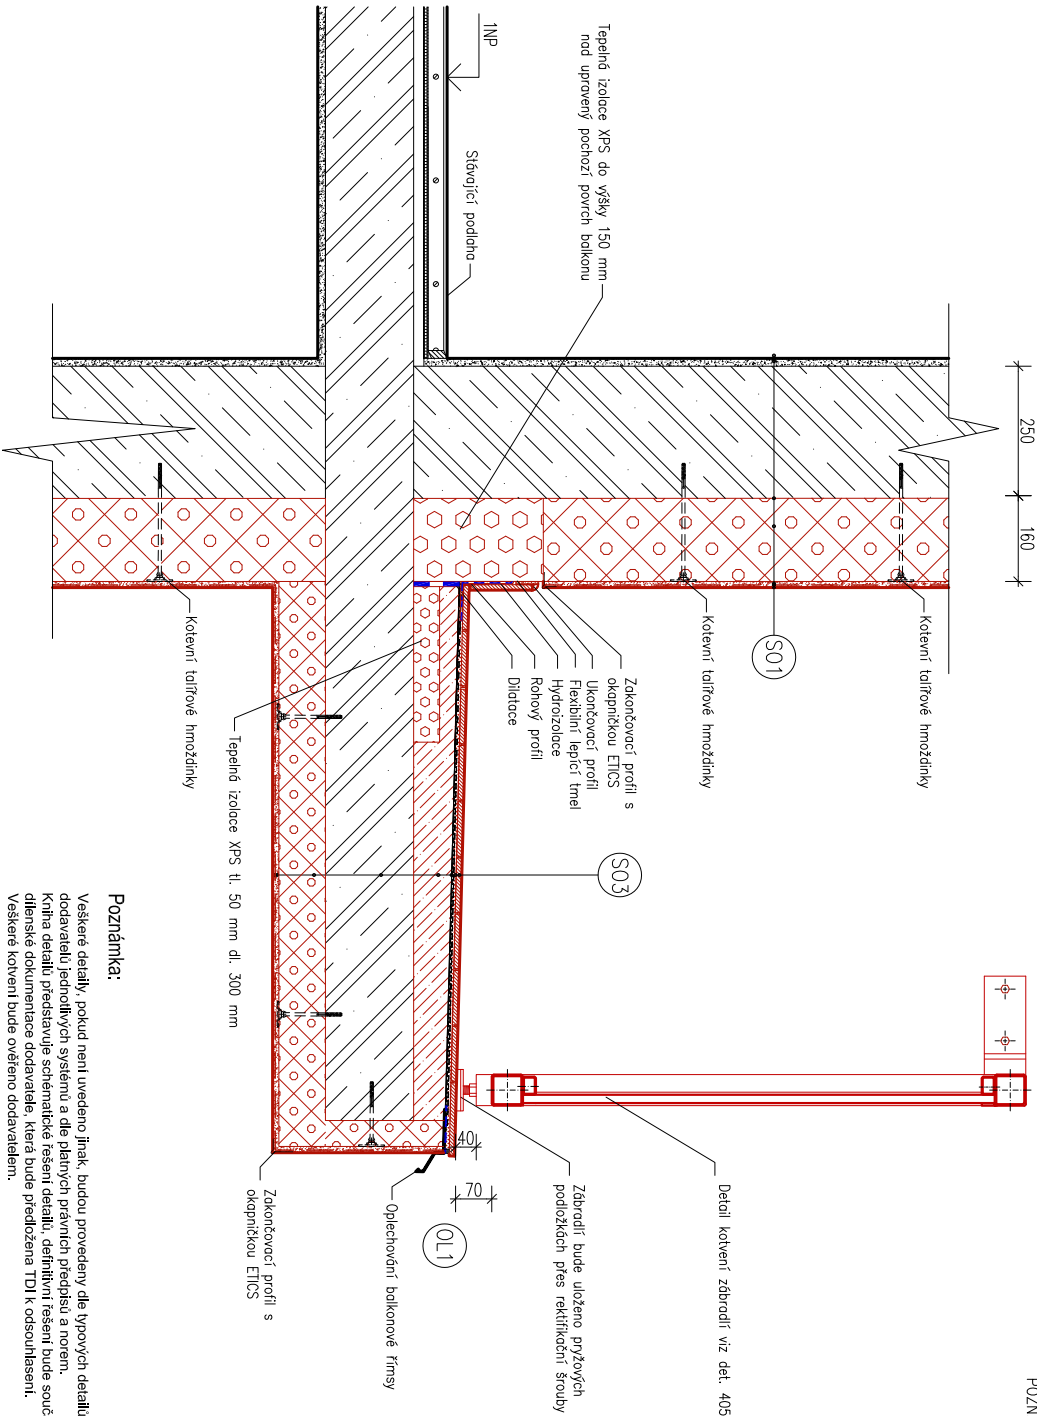 1NP
Tepelná izolace XPS do výšky 150 mm
nad upravený pochozí povrch balkonu
Stávající podlaha
250
160
S01
Kotevní talířové hmoždinky
Kotevní talířové hmoždinky
Kotevní talířové hmoždinky
Zakončovací profil s
okapničkou ETICS
Ukončovací profil
Flexibilní lepící tmel
Hydroizolace
Rohový profil
Dilatace
S03
Tepelná izolace XPS tl. 50 mm dl. 300 mm
Detail kotvení zábradlí viz det. 405
Zábradlí bude uloženo pryžových
podložkách přes rektifikační šrouby
40
70
OL1
Oplechování balkonové římsy
Zakončovací profil s
okapničkou ETICS
POZN
Poznámka:
Veškeré detaily, pokud není uvedeno jinak, budou provedeny dle typových detailů
dodavatelů jednotlivých systémů a dle platných právních předpisů a norem.
Kniha detailů představuje schématické řešení detailů, definitivní řešení bude souč
dílenské dokumentace dodavatele, která bude předložena TDI k odsouhlasení.
Veškeré kotvení bude ověřeno dodavatelem.